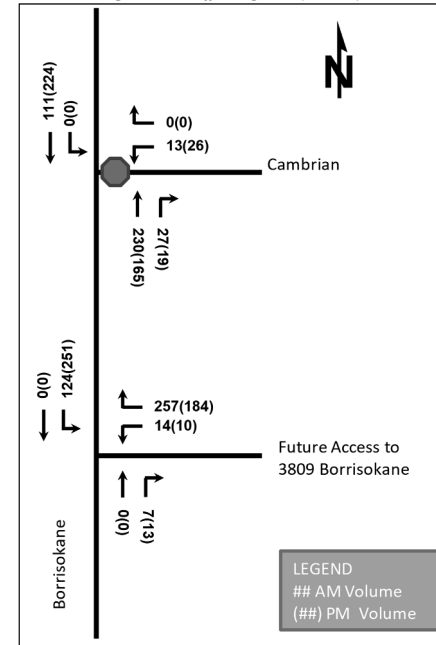 N
111(224)
0(0)
0(0)
13(26)
Cambrian
230(165)
27(19)
0(0)
124(251)
257(184)
14(10)
Future Access to
3809 Borrisokane
0(0)
7(13)
Borrisokane
LEGEND
## AM Volume
(##) PM Volume